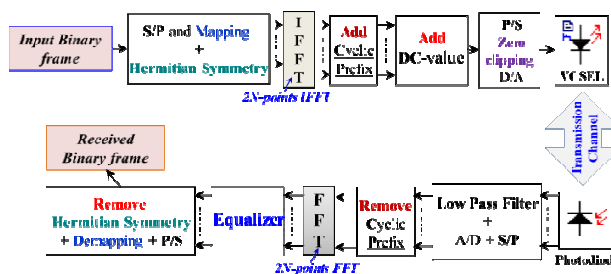 Input Binary
frame
S/P and Mapping
+
Hermitian Symmetry
I
F
F
T
2N-points IFFT
Add
Cyclic
Prefix
Add
DC-value
P/S
Zero
clipping
D/A
VCSEL
Transmission
Channel
Received
Binary frame
Remove
Hermitian Symmetry
+ Demapping + P/S
Equalizer
F
F
T
2N-points FFT
Remove
Cyclic
Prefix
Low Pass Filter
+
A/D + S/P
Photodiod